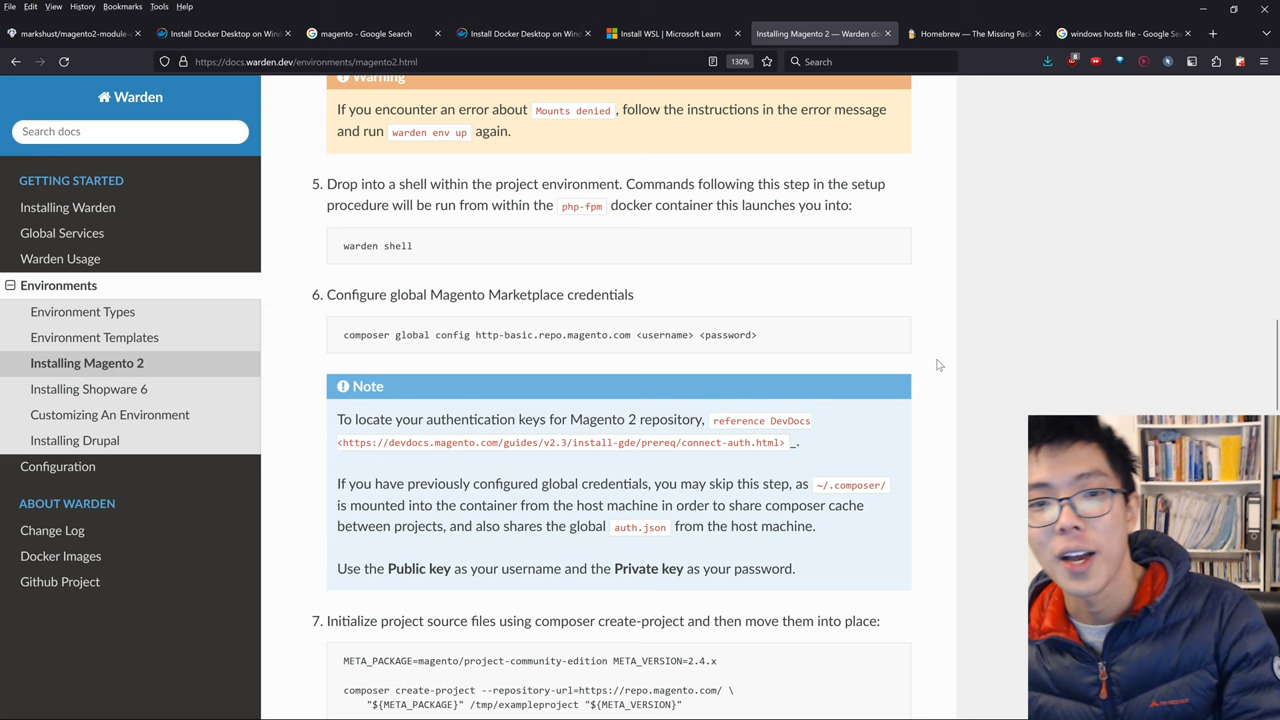 File Edit View History Bookmarks Tools Help
markshust/magento2-module-
Install Docker Desktop on Wind
magento - Google Search
Install Docker Desktop on Wind
Install WSL | Microsoft Learn
Installing Magento 2 — Warden do
Homebrew — The Missing Pack
windows hosts file - Google Sea
https://docs.warden.dev/environments/magento2.html
130%
Search
8
Warden
Search docs
GETTING STARTED
Installing Warden
Global Services
Warden Usage
Environments
Environment Types
Environment Templates
Installing Magento 2
Installing Shopware 6
Customizing An Environment
Installing Drupal
Configuration
ABOUT WARDEN
Change Log
Docker Images
Github Project
Warning
If you encounter an error about Mounts denied, follow the instructions in the error message
and run warden env up again.
5. Drop into a shell within the project environment. Commands following this step in the setup
procedure will be run from within the php-fpm docker container this launches you into:
warden shell
6. Configure global Magento Marketplace credentials
composer global config http-basic.repo.magento.com <username> <password>
Note
To locate your authentication keys for Magento 2 repository, reference DevDocs
<https://devdocs.magento.com/guides/v2.3/install-gde/prereq/connect-auth.html>_.
If you have previously configured global credentials, you may skip this step, as ~/.composer/
is mounted into the container from the host machine in order to share composer cache
between projects, and also shares the global auth.json from the host machine.
Use the Public key as your username and the Private key as your password.
7. Initialize project source files using composer create-project and then move them into place:
META_PACKAGE=magento/project-community-edition META_VERSION=2.4.x
composer create-project --repository-url=https://repo.magento.com/ \
"${META_PACKAGE}" /tmp/exampleproject "${META_VERSION}"